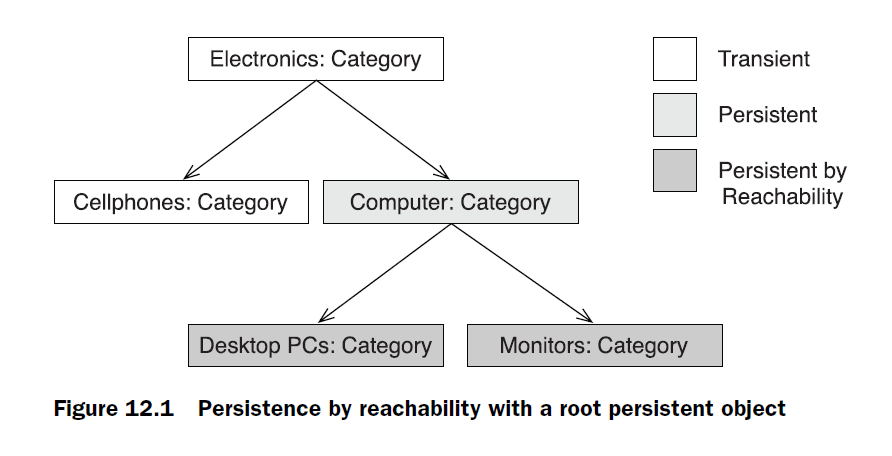 Electronics: Category
Transient
Persistent
Persistent by
Reachability
Cellphones: Category
Computer: Category
Desktop PCs: Category
Monitors: Category
Figure 12.1 Persistence by reachability with a root persistent object